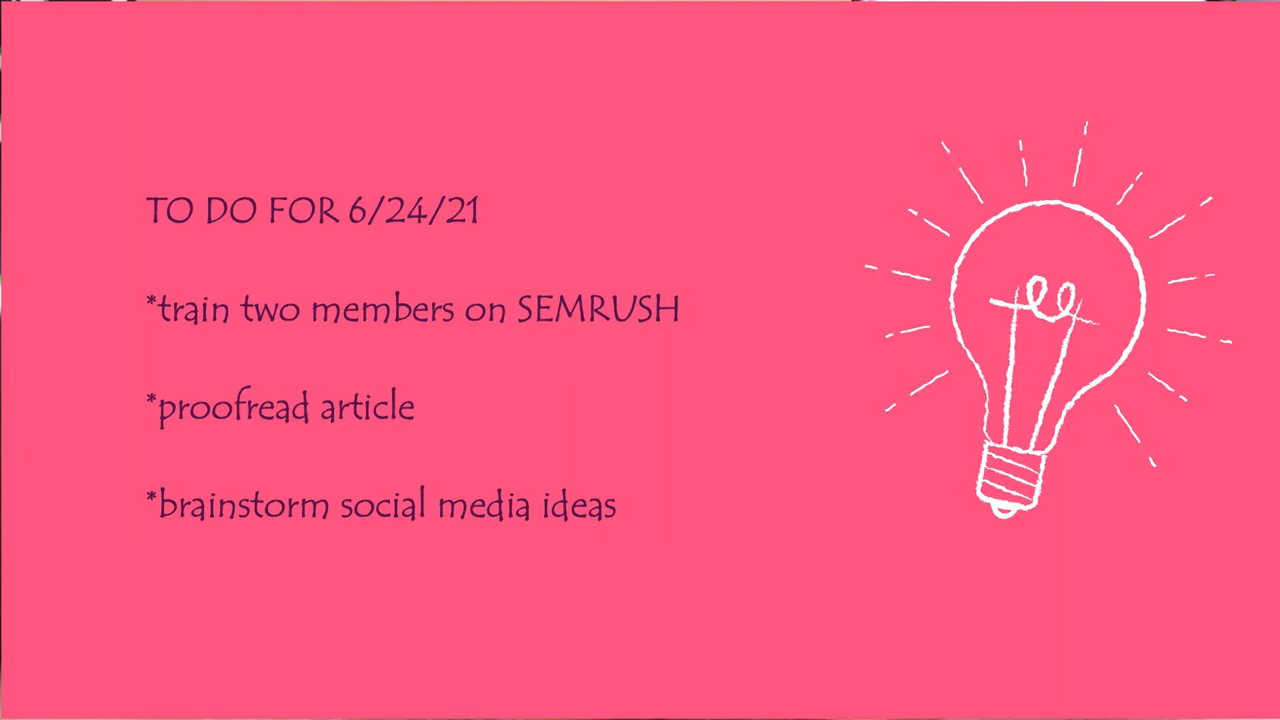 TO DO FOR 6/24/21
*train two members on SEMRUSH
*proofread article
*brainstorm social media ideas